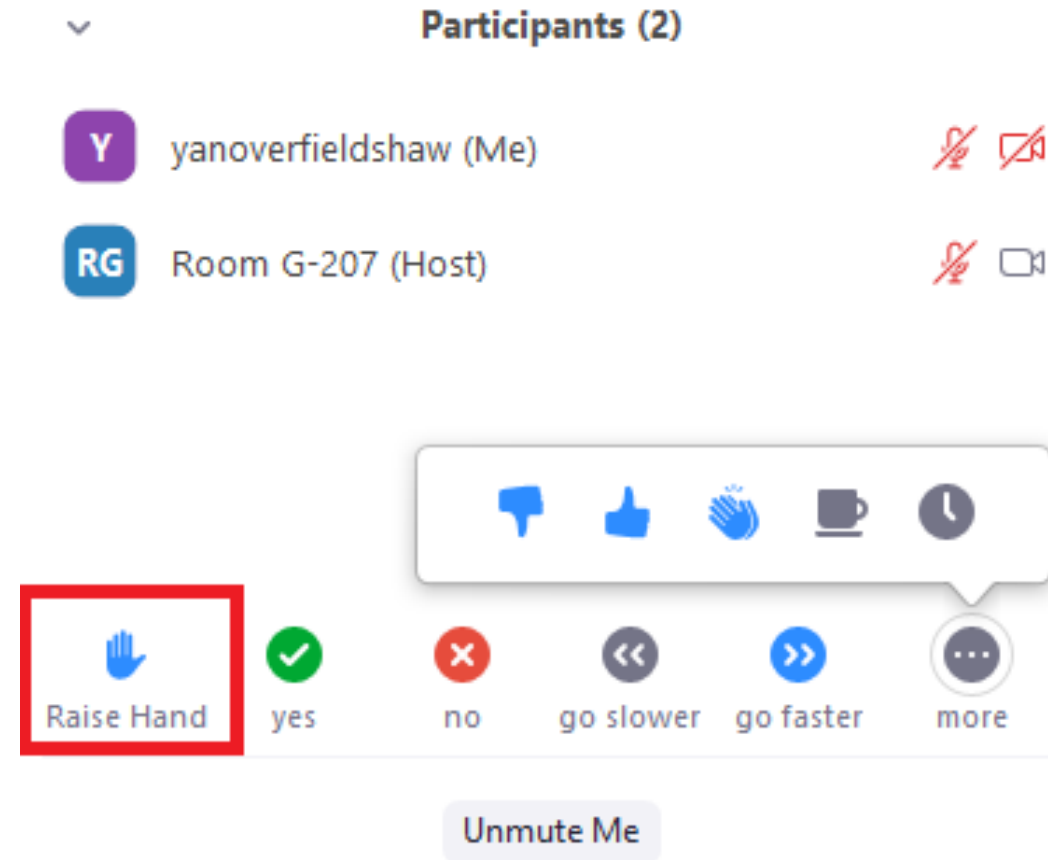 Participants (2)
Y yanoverfieldshaw (Me)
RG Room G-207 (Host)
Raise Hand yes no go slower go faster more
Unmute Me